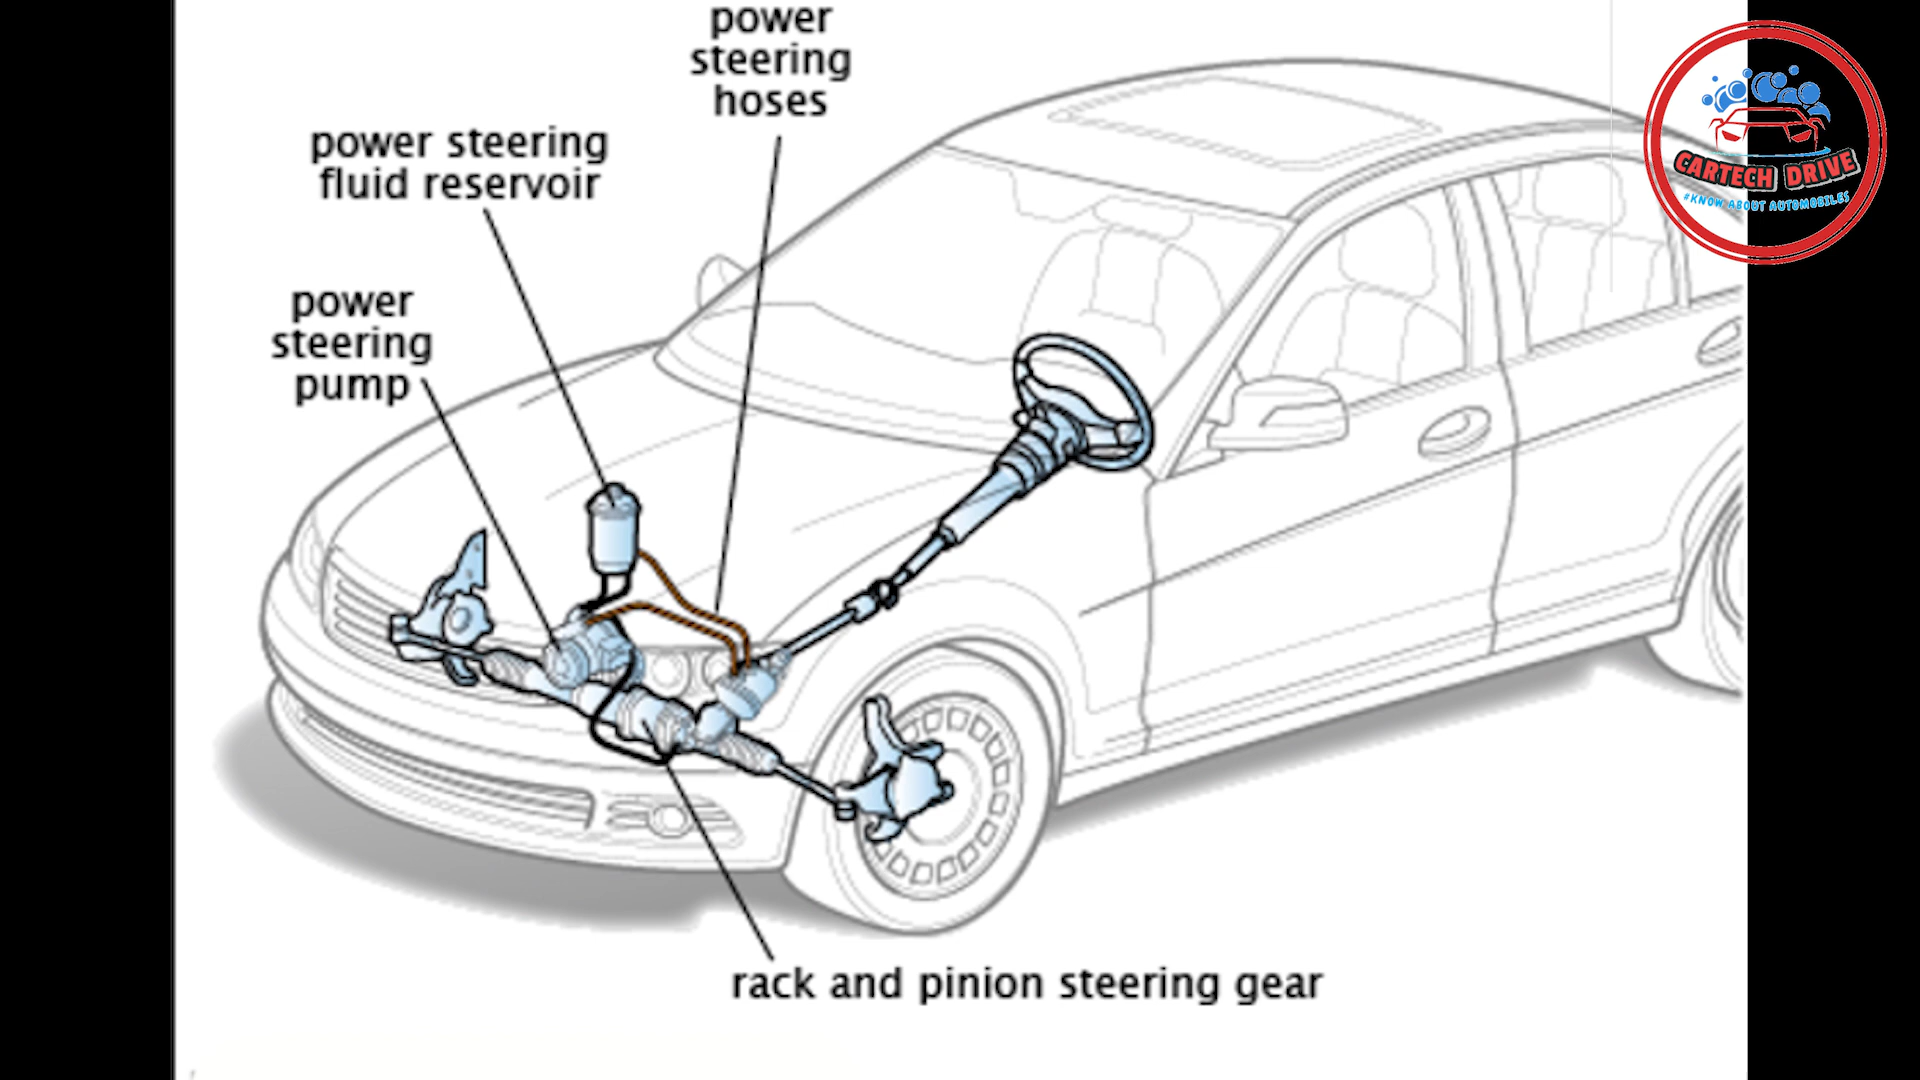 power
steering
hoses
power steering
fluid reservoir
power
steering
pump
rack and pinion steering gear
CARTECH DRIVE
#KNOW ABOUT AUTOMOBILES